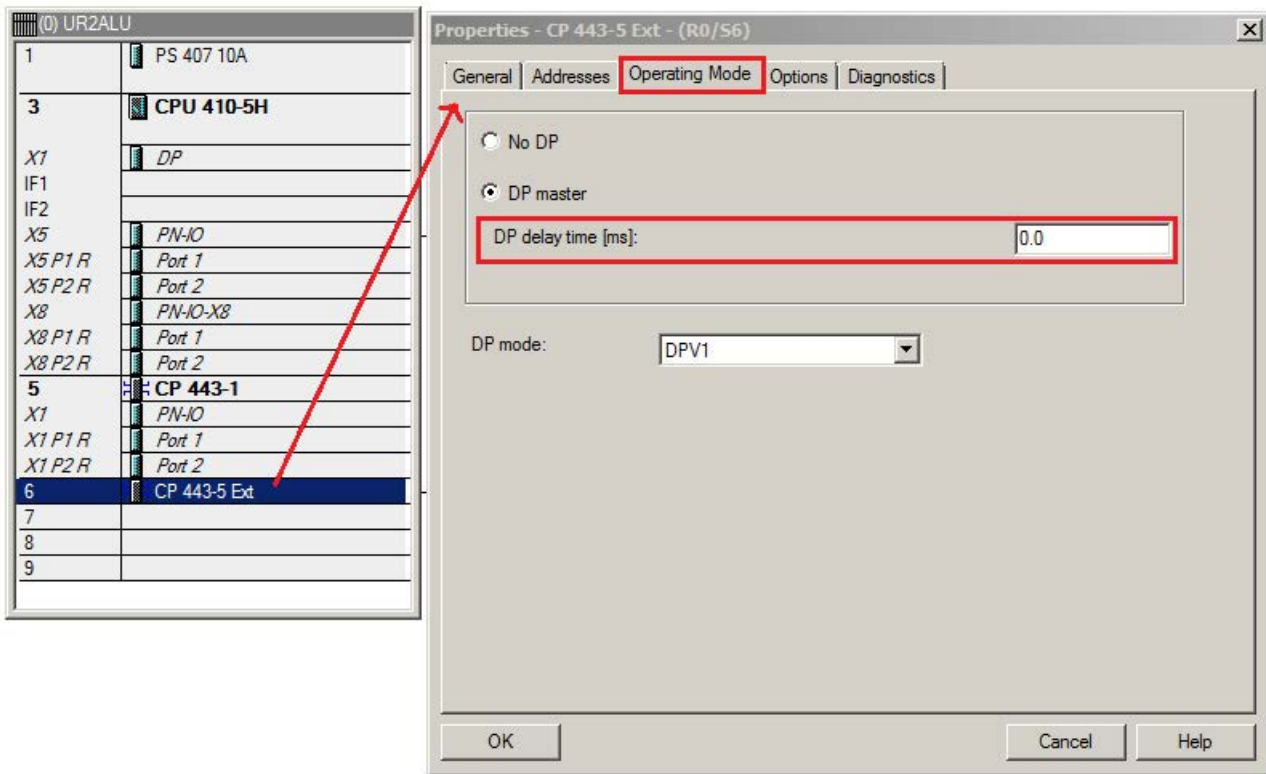 (0) UR2ALU
1 PS 407 10A
3 CPU 410-5H
X1 DP
IF1
IF2
X5 PN-IO
X5 P1 R Port 1
X5 P2 R Port 2
X8 PN-IO-X8
X8 P1 R Port 1
X8 P2 R Port 2
5 CP 443-1
X1 PN-IO
X1 P1 R Port 1
X1 P2 R Port 2
6 CP 443-5 Ext
7
8
9
Properties - CP 443-5 Ext - (R0/S6)
General Addresses Operating Mode Options Diagnostics
No DP
DP master
DP delay time [ms]: 0.0
DP mode: DPV1
OK Cancel Help